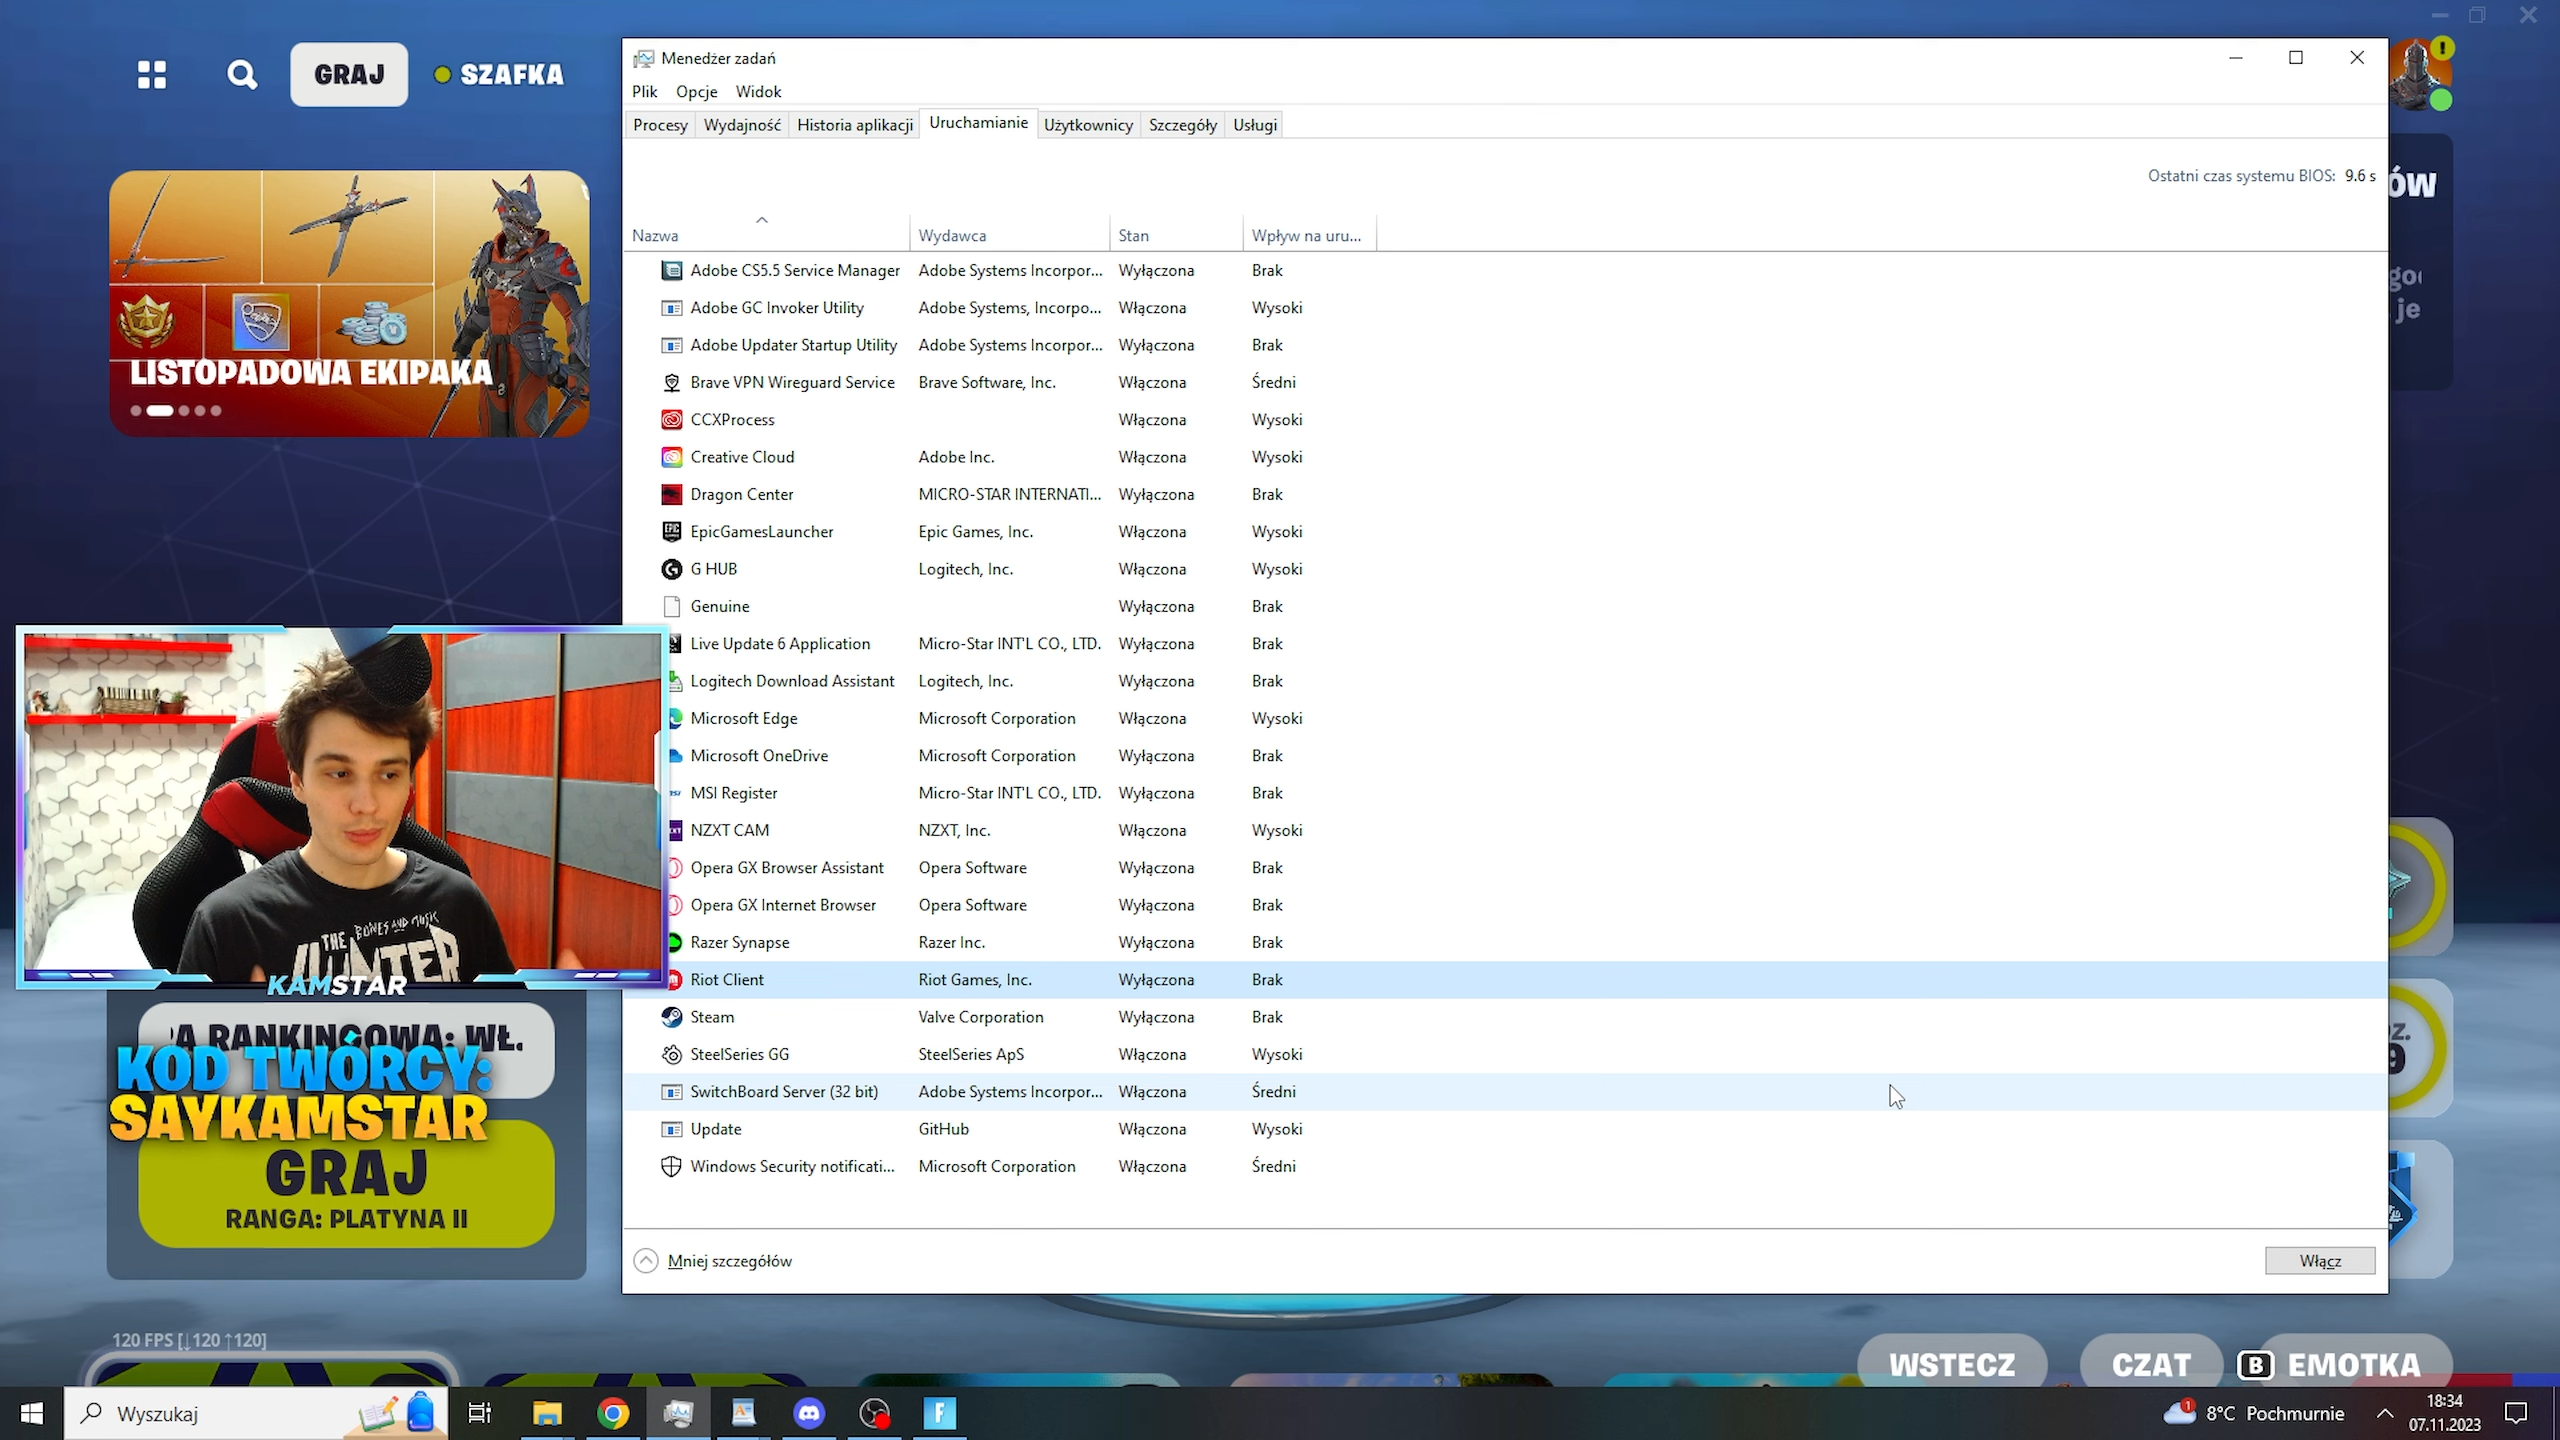 GRAJ
SZAFKA
LISTOPADOWA EKIPAKA
Menedżer zadań
Plik Opcje Widok
Procesy Wydajność Historia aplikacji Uruchamianie Użytkownicy Szczegóły Usługi
Ostatni czas systemu BIOS: 9.6 s
Nazwa Wydawca Stan Wpływ na uru...
Adobe CS5.5 Service Manager Adobe Systems Incorpor... Wyłączona Brak
Adobe GC Invoker Utility Adobe Systems, Incorpo... Włączona Wysoki
Adobe Updater Startup Utility Adobe Systems Incorpor... Wyłączona Brak
Brave VPN Wireguard Service Brave Software, Inc. Włączona Średni
CCXProcess Włączona Wysoki
Creative Cloud Adobe Inc. Włączona Wysoki
Dragon Center MICRO-STAR INTERNATI... Wyłączona Brak
EpicGamesLauncher Epic Games, Inc. Włączona Wysoki
G HUB Logitech, Inc. Włączona Wysoki
Genuine Wyłączona Brak
Live Update 6 Application Micro-Star INT'L CO., LTD. Wyłączona Brak
Logitech Download Assistant Logitech, Inc. Wyłączona Brak
Microsoft Edge Microsoft Corporation Włączona Wysoki
Microsoft OneDrive Microsoft Corporation Wyłączona Brak
MSI Register Micro-Star INT'L CO., LTD. Wyłączona Brak
NZXT CAM NZXT, Inc. Włączona Wysoki
Opera GX Browser Assistant Opera Software Wyłączona Brak
Opera GX Internet Browser Opera Software Wyłączona Brak
Razer Synapse Razer Inc. Wyłączona Brak
Riot Client Riot Games, Inc. Wyłączona Brak
Steam Valve Corporation Wyłączona Brak
SteelSeries GG SteelSeries ApS Włączona Wysoki
SwitchBoard Server (32 bit) Adobe Systems Incorpor... Włączona Średni
Update GitHub Włączona Wysoki
Windows Security notificati... Microsoft Corporation Włączona Średni
Mniej szczegółów
Włącz
THE BONES AND MUSIC
HUNTER
KAMSTAR
RANKINGOWA: WŁ.
KOD TWÓRCY:
SAYKAMSTAR
GRAJ
RANGA: PLATYNA II
120 FPS [↓120 ↑120]
WSTECZ CZAT B EMOTKA
Wyszukaj
1 8°C Pochmurnie
18:34
07.11.2023